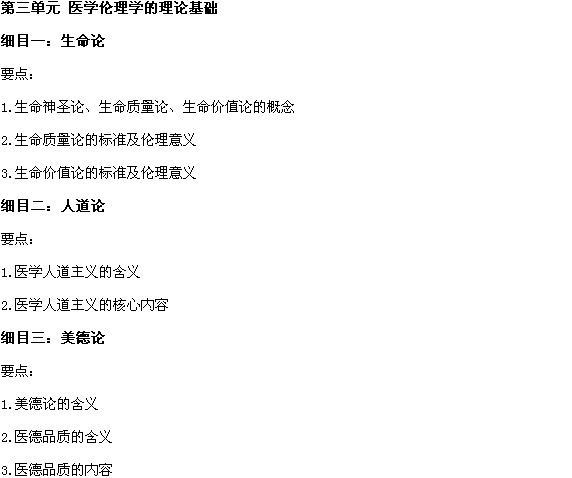 第三单元 医学伦理学的理论基础
细目一：生命论
要点：
1.生命神圣论、生命质量论、生命价值论的概念
2.生命质量论的标准及伦理意义
3.生命价值论的标准及伦理意义
细目二：人道论
要点：
1.医学人道主义的含义
2.医学人道主义的核心内容
细目三：美德论
要点：
1.美德论的含义
2.医德品质的含义
3.医德品质的内容